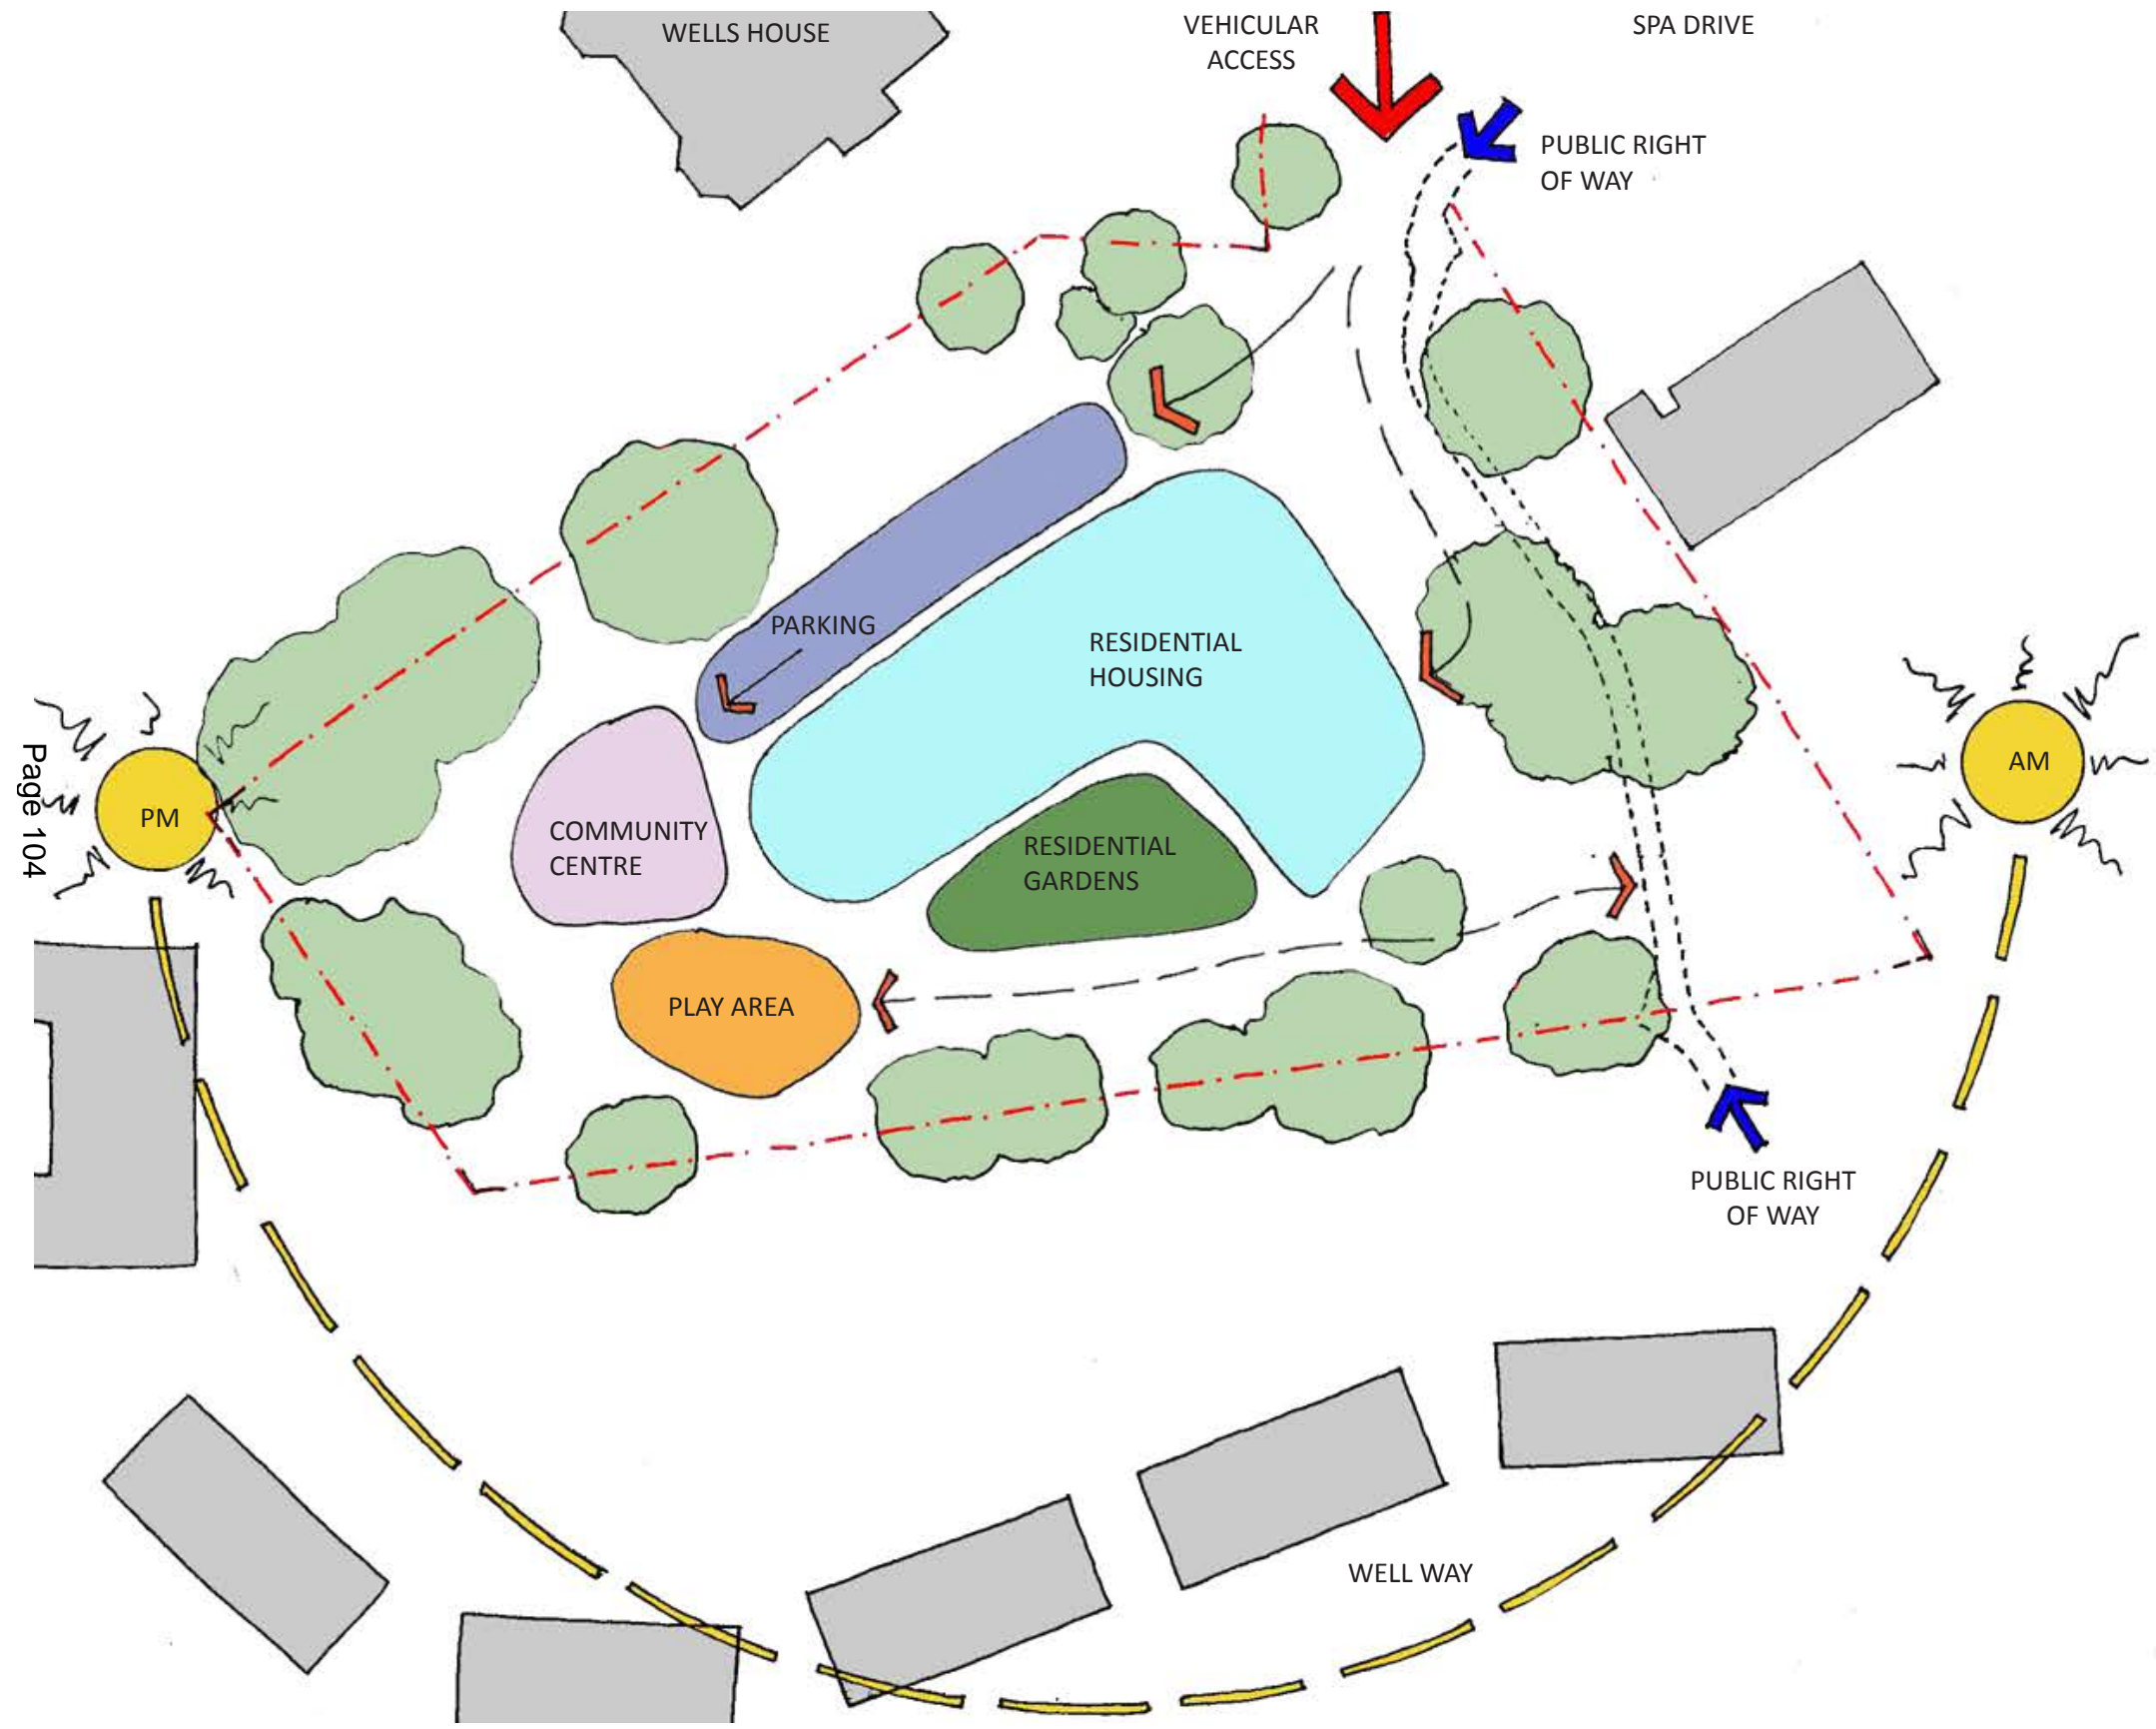 WELLS HOUSE
VEHICULAR
ACCESS
SPA DRIVE
PUBLIC RIGHT
OF WAY
PARKING
RESIDENTIAL
HOUSING
AM
PM
Page 104
COMMUNITY
CENTRE
RESIDENTIAL
GARDENS
PLAY AREA
PUBLIC RIGHT
OF WAY
WELL WAY